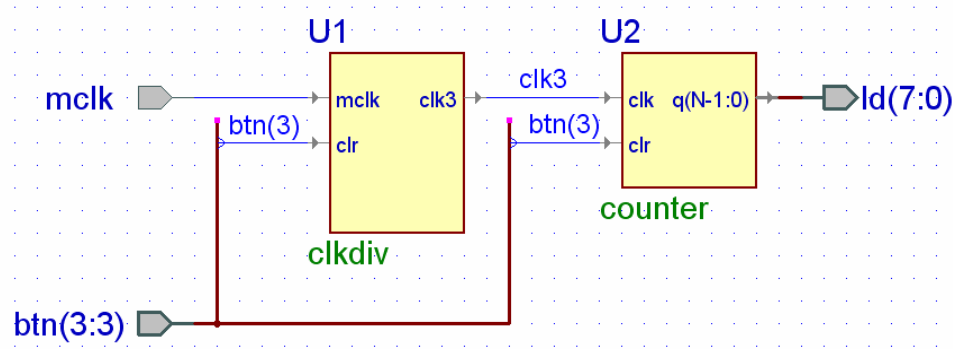 U1
U2
mclk
mclk
clk3
clk3
clk
q(N-1:0)
ld(7:0)
btn(3)
clr
btn(3)
clr
counter
clkdiv
btn(3:3)